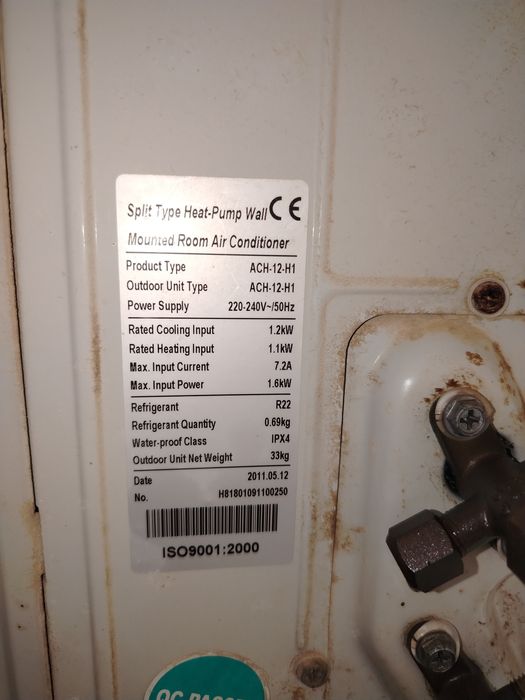 Split Type Heat-Pump Wall CE
Mounted Room Air Conditioner
Product Type ACH-12-H1
Outdoor Unit Type ACH-12-H1
Power Supply 220-240V~/50Hz
Rated Cooling Input 1.2kW
Rated Heating Input 1.1kW
Max. Input Current 7.2A
Max. Input Power 1.6kW
Refrigerant R22
Refrigerant Quantity 0.69kg
Water-proof Class IPX4
Outdoor Unit Net Weight 33kg
Date 2011.05.12
No. H81801091100250
ISO9001:2000
QC PASSED